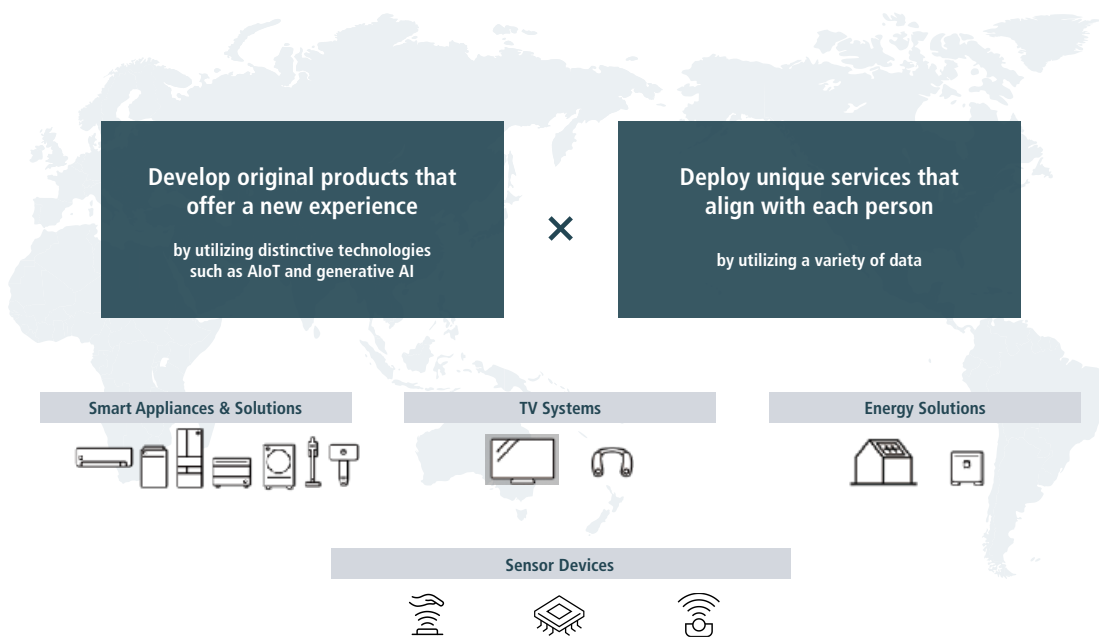 Develop original products that
offer a new experience
by utilizing distinctive technologies
such as AIoT and generative AI
×
Deploy unique services that
align with each person
by utilizing a variety of data
Smart Appliances & Solutions
TV Systems
Energy Solutions
Sensor Devices